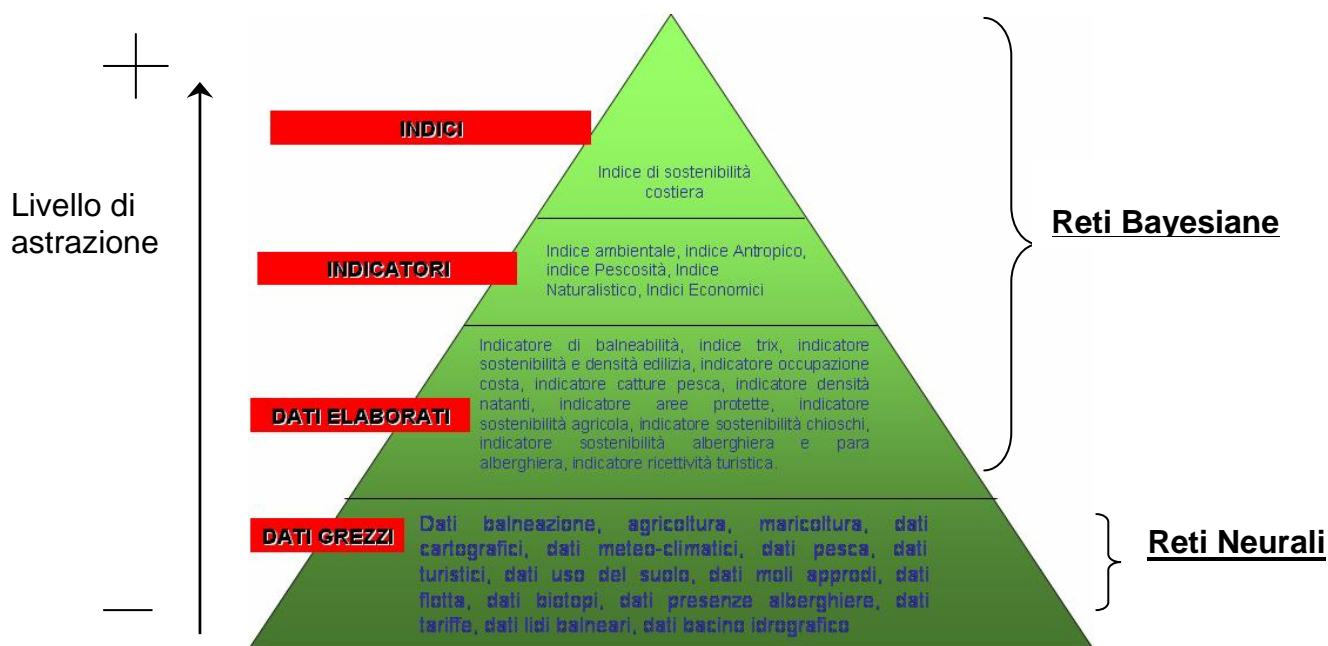 INDICI
Indice di sostenibilità
costiera
Livello di
astrazione
Reti Bayesiane
INDICATORI
Indice ambientale, indice Antropico,
indice Pescosità, Indice
Naturalistico, Indici Economici
DATI ELABORATI
Indicatore di balneabilità, indice trix, indicatore
sostenibilità e densità edilizia, indicatore occupazione
costa, indicatore catture pesca, indicatore densità
natanti, indicatore aree protette, indicatore
sostenibilità agricola, indicatore sostenibilità chioschi,
indicatore sostenibilità alberghiera e para
alberghiera, indicatore ricettività turistica.
DATI GREZZI
Dati balneazione, agricoltura, maricoltura, dati
cartografici, dati meteo-climatici, dati pesca, dati
turistici, dati uso del suolo, dati moli approdi, dati
flotta, dati biotopi, dati presenze alberghiere, dati
tariffe, dati lidi balneari, dati bacino idrografico
Reti Neurali